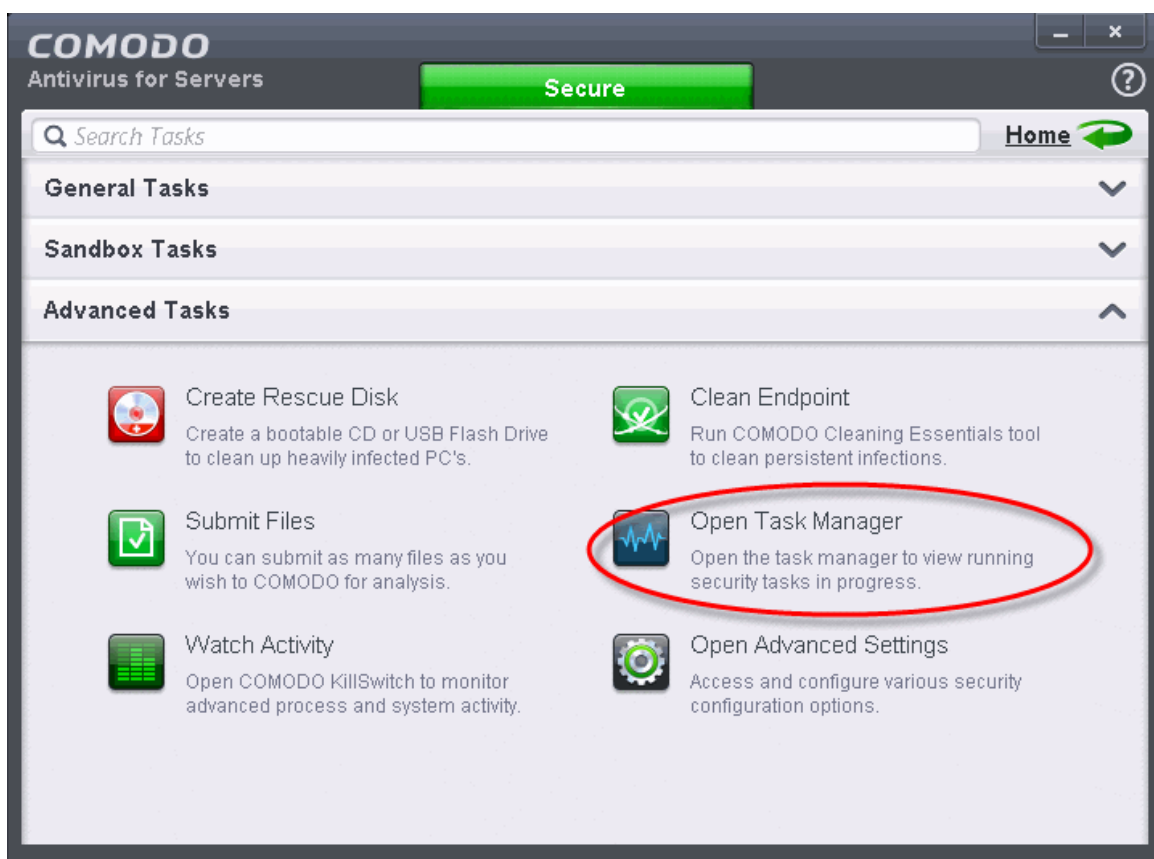 COMODO
Antivirus for Servers
Secure
Search Tasks
Home
General Tasks
Sandbox Tasks
Advanced Tasks
Create Rescue Disk
Create a bootable CD or USB Flash Drive
to clean up heavily infected PC's.
Clean Endpoint
Run COMODO Cleaning Essentials tool
to clean persistent infections.
Submit Files
You can submit as many files as you
wish to COMODO for analysis.
Open Task Manager
Open the task manager to view running
security tasks in progress.
Watch Activity
Open COMODO KillSwitch to monitor
advanced process and system activity.
Open Advanced Settings
Access and configure various security
configuration options.